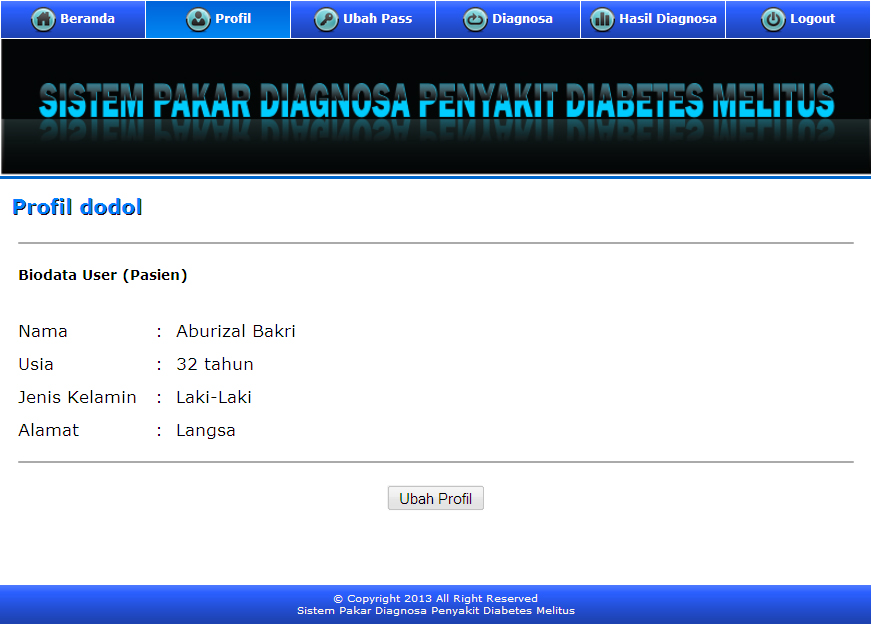 Beranda Profil Ubah Pass Diagnosa Hasil Diagnosa Logout
SISTEM PAKAR DIAGNOSA PENYAKIT DIABETES MELITUS
Profil dodol
Biodata User (Pasien)
Nama : Aburizal Bakri
Usia : 32 tahun
Jenis Kelamin : Laki-Laki
Alamat : Langsa
Ubah Profil
© Copyright 2013 All Right Reserved
Sistem Pakar Diagnosa Penyakit Diabetes Melitus